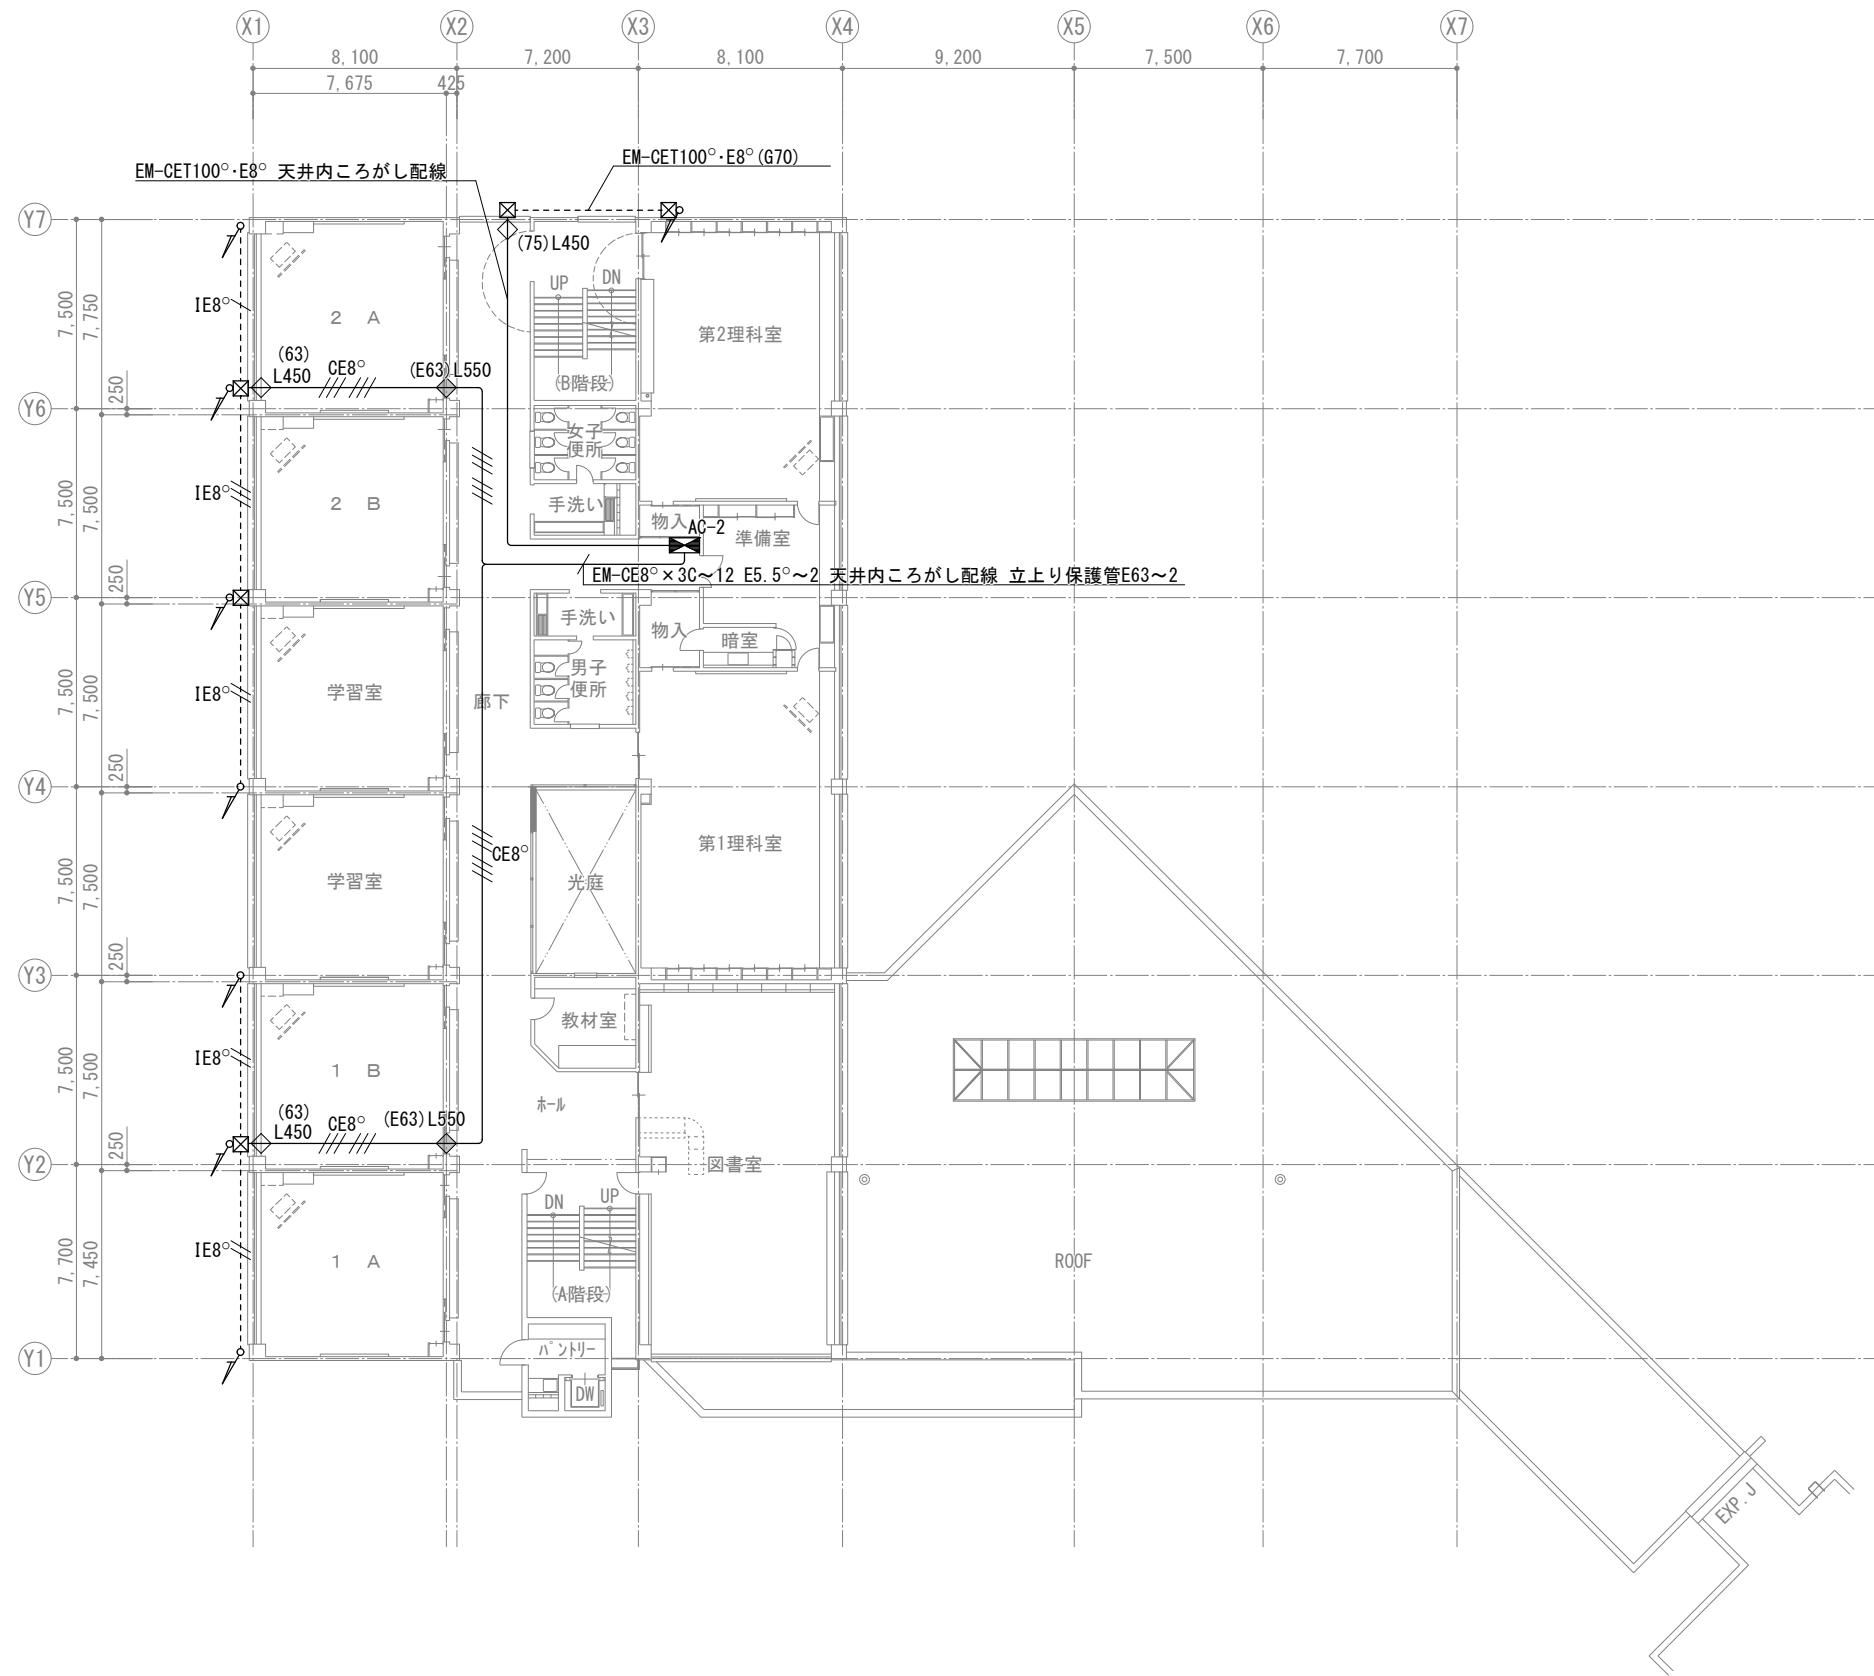 X1 X2 X3 X4 X5 X6 X7
8,100 7,200 8,100 9,200 7,500 7,700
7,675 425
EM-CET100°・E8° 天井内ころがし配線
EM-CET100°・E8°(G70)
Y7
(75)L450
UP DN
IE8°
2 A
第2理科室
7,500
7,750
(63)
L450
CE8°
(E63)L550
(B階段)
250
Y6
女子
便所
IE8°
2 B
手洗い
物入
AC-2
準備室
7,500
7,500
EM-CE8°×3C～12 E5.5°～2 天井内ころがし配線 立上り保護管E63～2
250
Y5
手洗い
物入
暗室
男子
便所
IE8°
学習室
廊下
7,500
7,500
250
Y4
第1理科室
CE8°
学習室
光庭
7,500
7,500
250
Y3
教材室
IE8°
1 B
ホール
7,500
7,500
(63)
L450
CE8°
(E63)L550
250
Y2
図書室
DN UP
IE8°
1 A
ROOF
7,700
7,450
(A階段)
パントリー
Y1
DW
EXP.J